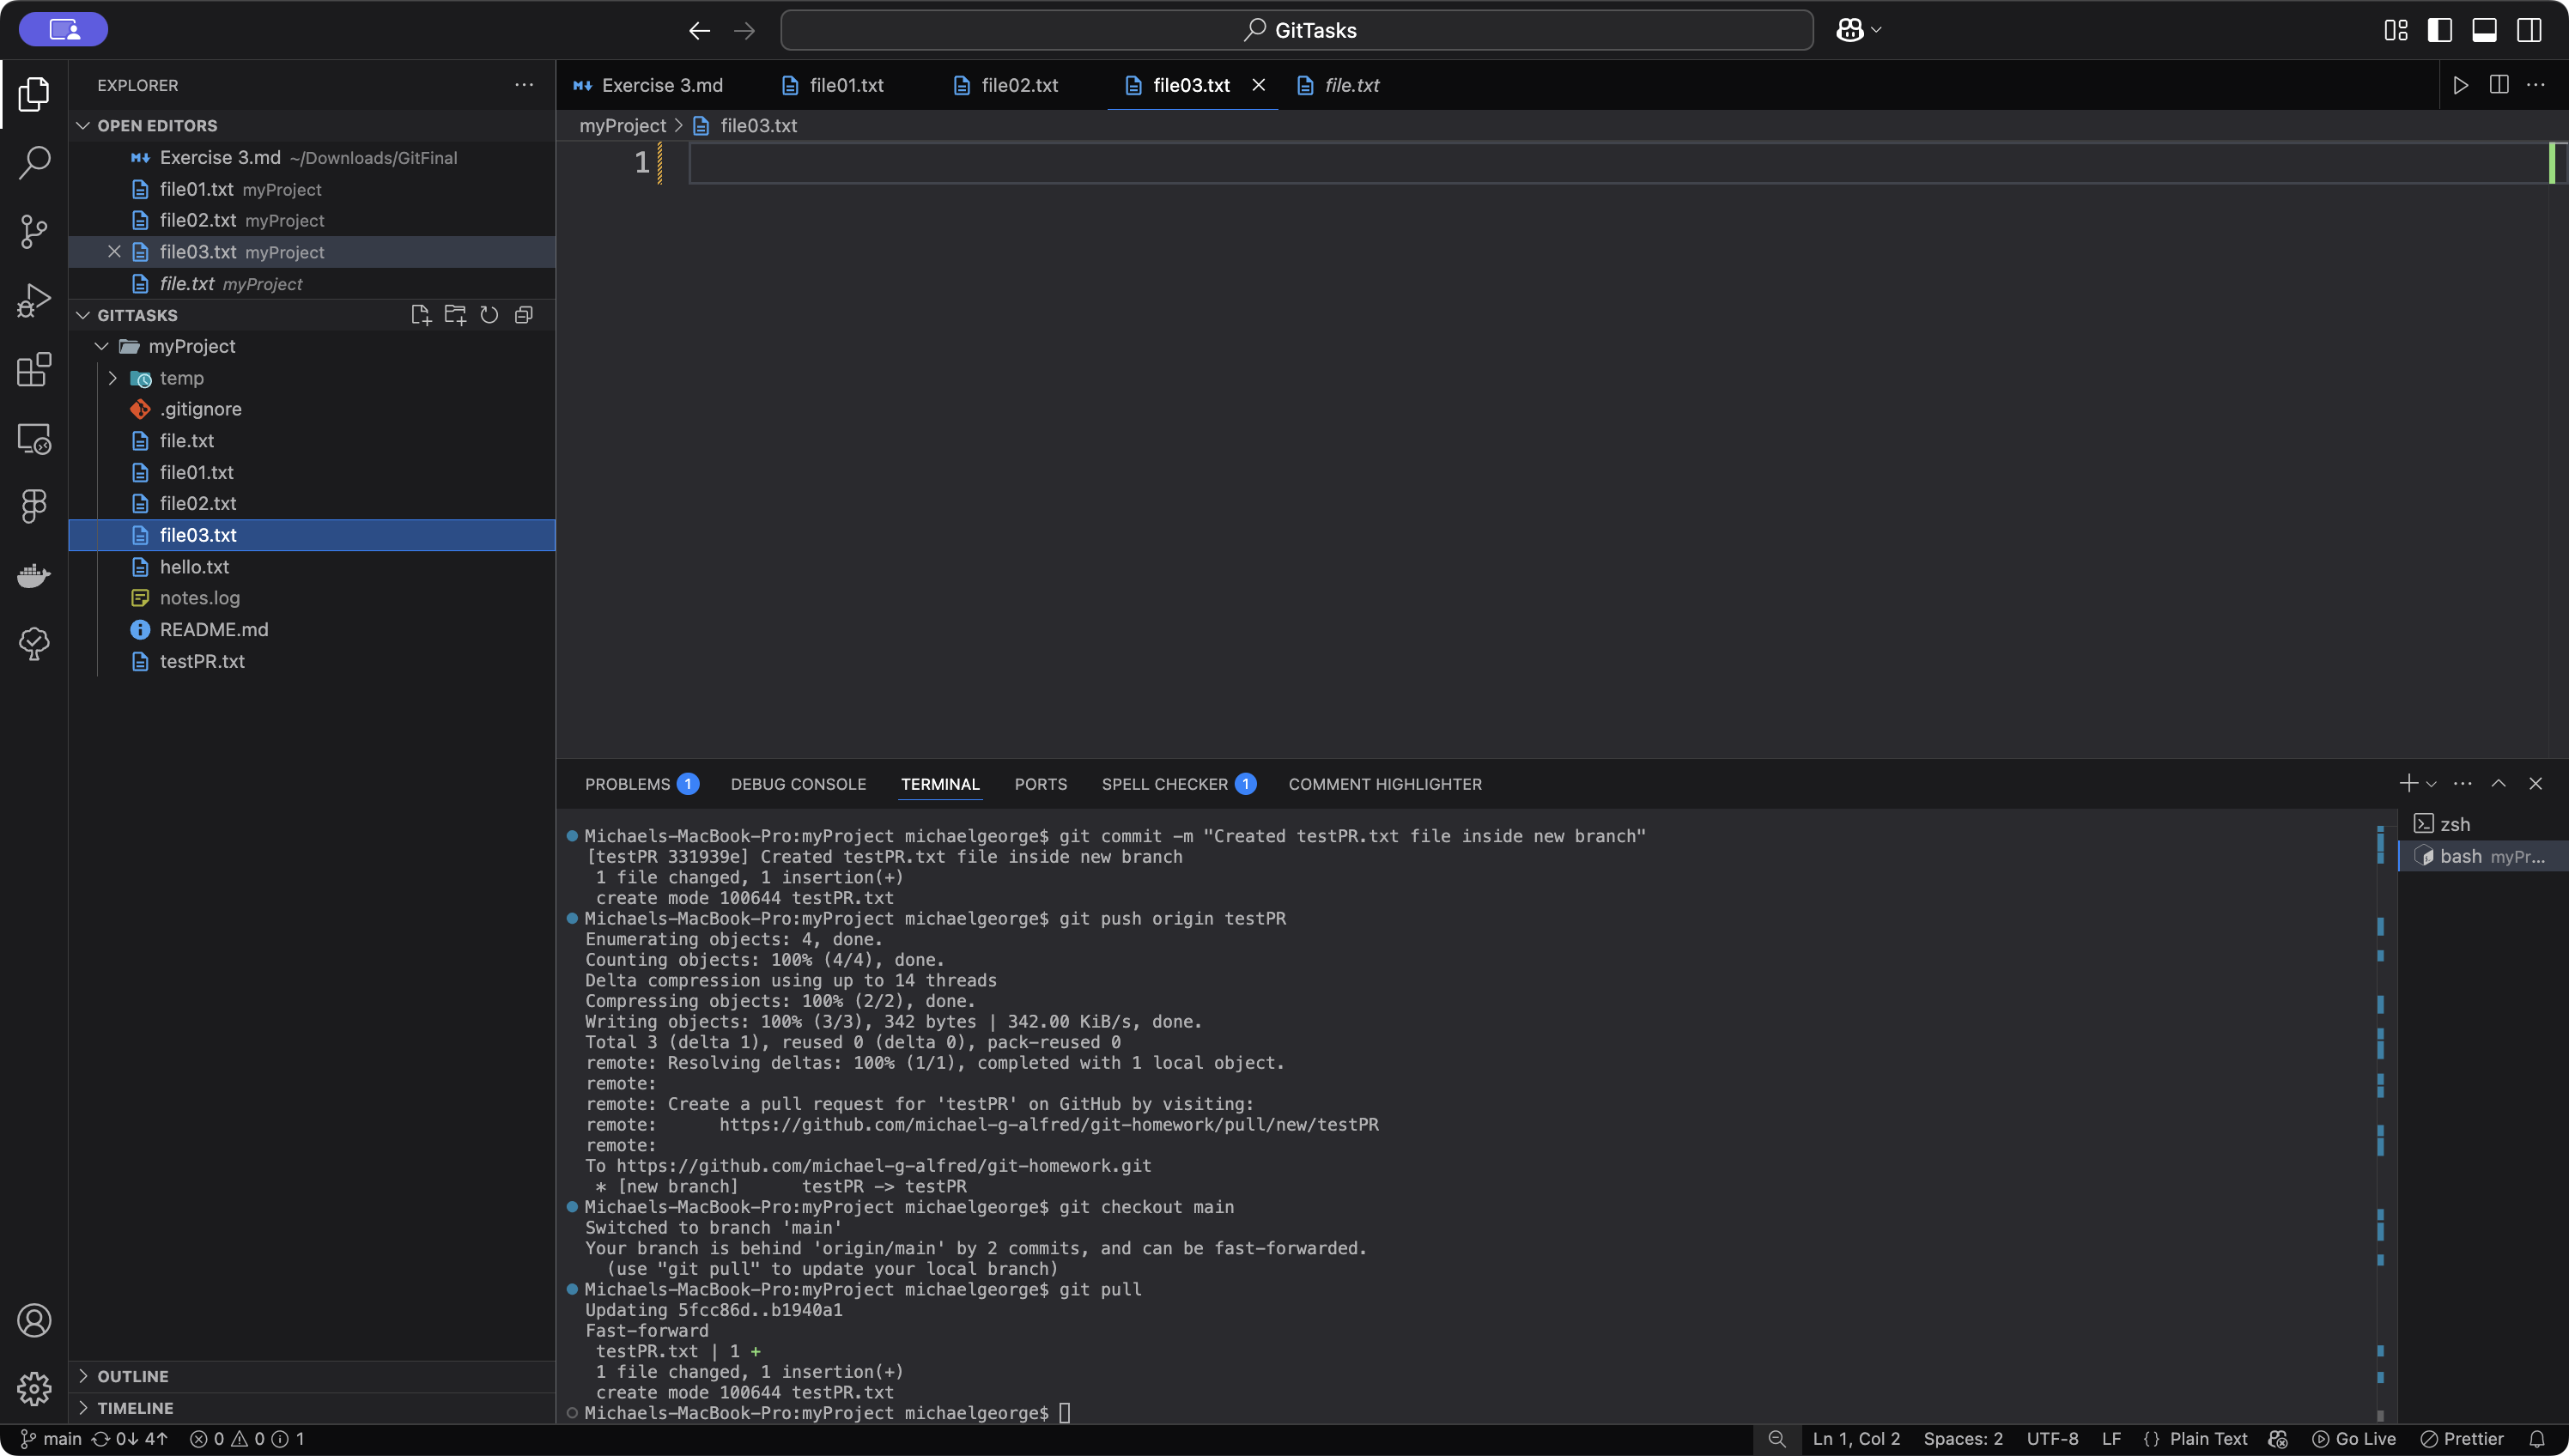 GitTasks
EXPLORER
OPEN EDITORS
Exercise 3.md ~/Downloads/GitFinal
file01.txt myProject
file02.txt myProject
file03.txt myProject
file.txt myProject
GITTASKS
myProject
temp
.gitignore
file.txt
file01.txt
file02.txt
file03.txt
hello.txt
notes.log
README.md
testPR.txt
OUTLINE
TIMELINE
Exercise 3.md file01.txt file02.txt file03.txt file.txt
myProject > file03.txt
1
PROBLEMS 1 DEBUG CONSOLE TERMINAL PORTS SPELL CHECKER 1 COMMENT HIGHLIGHTER
Michaels-MacBook-Pro:myProject michaelgeorge$ git commit -m "Created testPR.txt file inside new branch"
[testPR 331939e] Created testPR.txt file inside new branch
1 file changed, 1 insertion(+)
create mode 100644 testPR.txt
Michaels-MacBook-Pro:myProject michaelgeorge$ git push origin testPR
Enumerating objects: 4, done.
Counting objects: 100% (4/4), done.
Delta compression using up to 14 threads
Compressing objects: 100% (2/2), done.
Writing objects: 100% (3/3), 342 bytes | 342.00 KiB/s, done.
Total 3 (delta 1), reused 0 (delta 0), pack-reused 0
remote: Resolving deltas: 100% (1/1), completed with 1 local object.
remote:
remote: Create a pull request for 'testPR' on GitHub by visiting:
remote: https://github.com/michael-g-alfred/git-homework/pull/new/testPR
remote:
To https://github.com/michael-g-alfred/git-homework.git
* [new branch] testPR -> testPR
Michaels-MacBook-Pro:myProject michaelgeorge$ git checkout main
Switched to branch 'main'
Your branch is behind 'origin/main' by 2 commits, and can be fast-forwarded.
(use "git pull" to update your local branch)
Michaels-MacBook-Pro:myProject michaelgeorge$ git pull
Updating 5fcc86d..b1940a1
Fast-forward
testPR.txt | 1 +
1 file changed, 1 insertion(+)
create mode 100644 testPR.txt
Michaels-MacBook-Pro:myProject michaelgeorge$
zsh
bash myPr...
main 0↓ 4↑ 0 0 1 Ln 1, Col 2 Spaces: 2 UTF-8 LF {} Plain Text Go Live Prettier